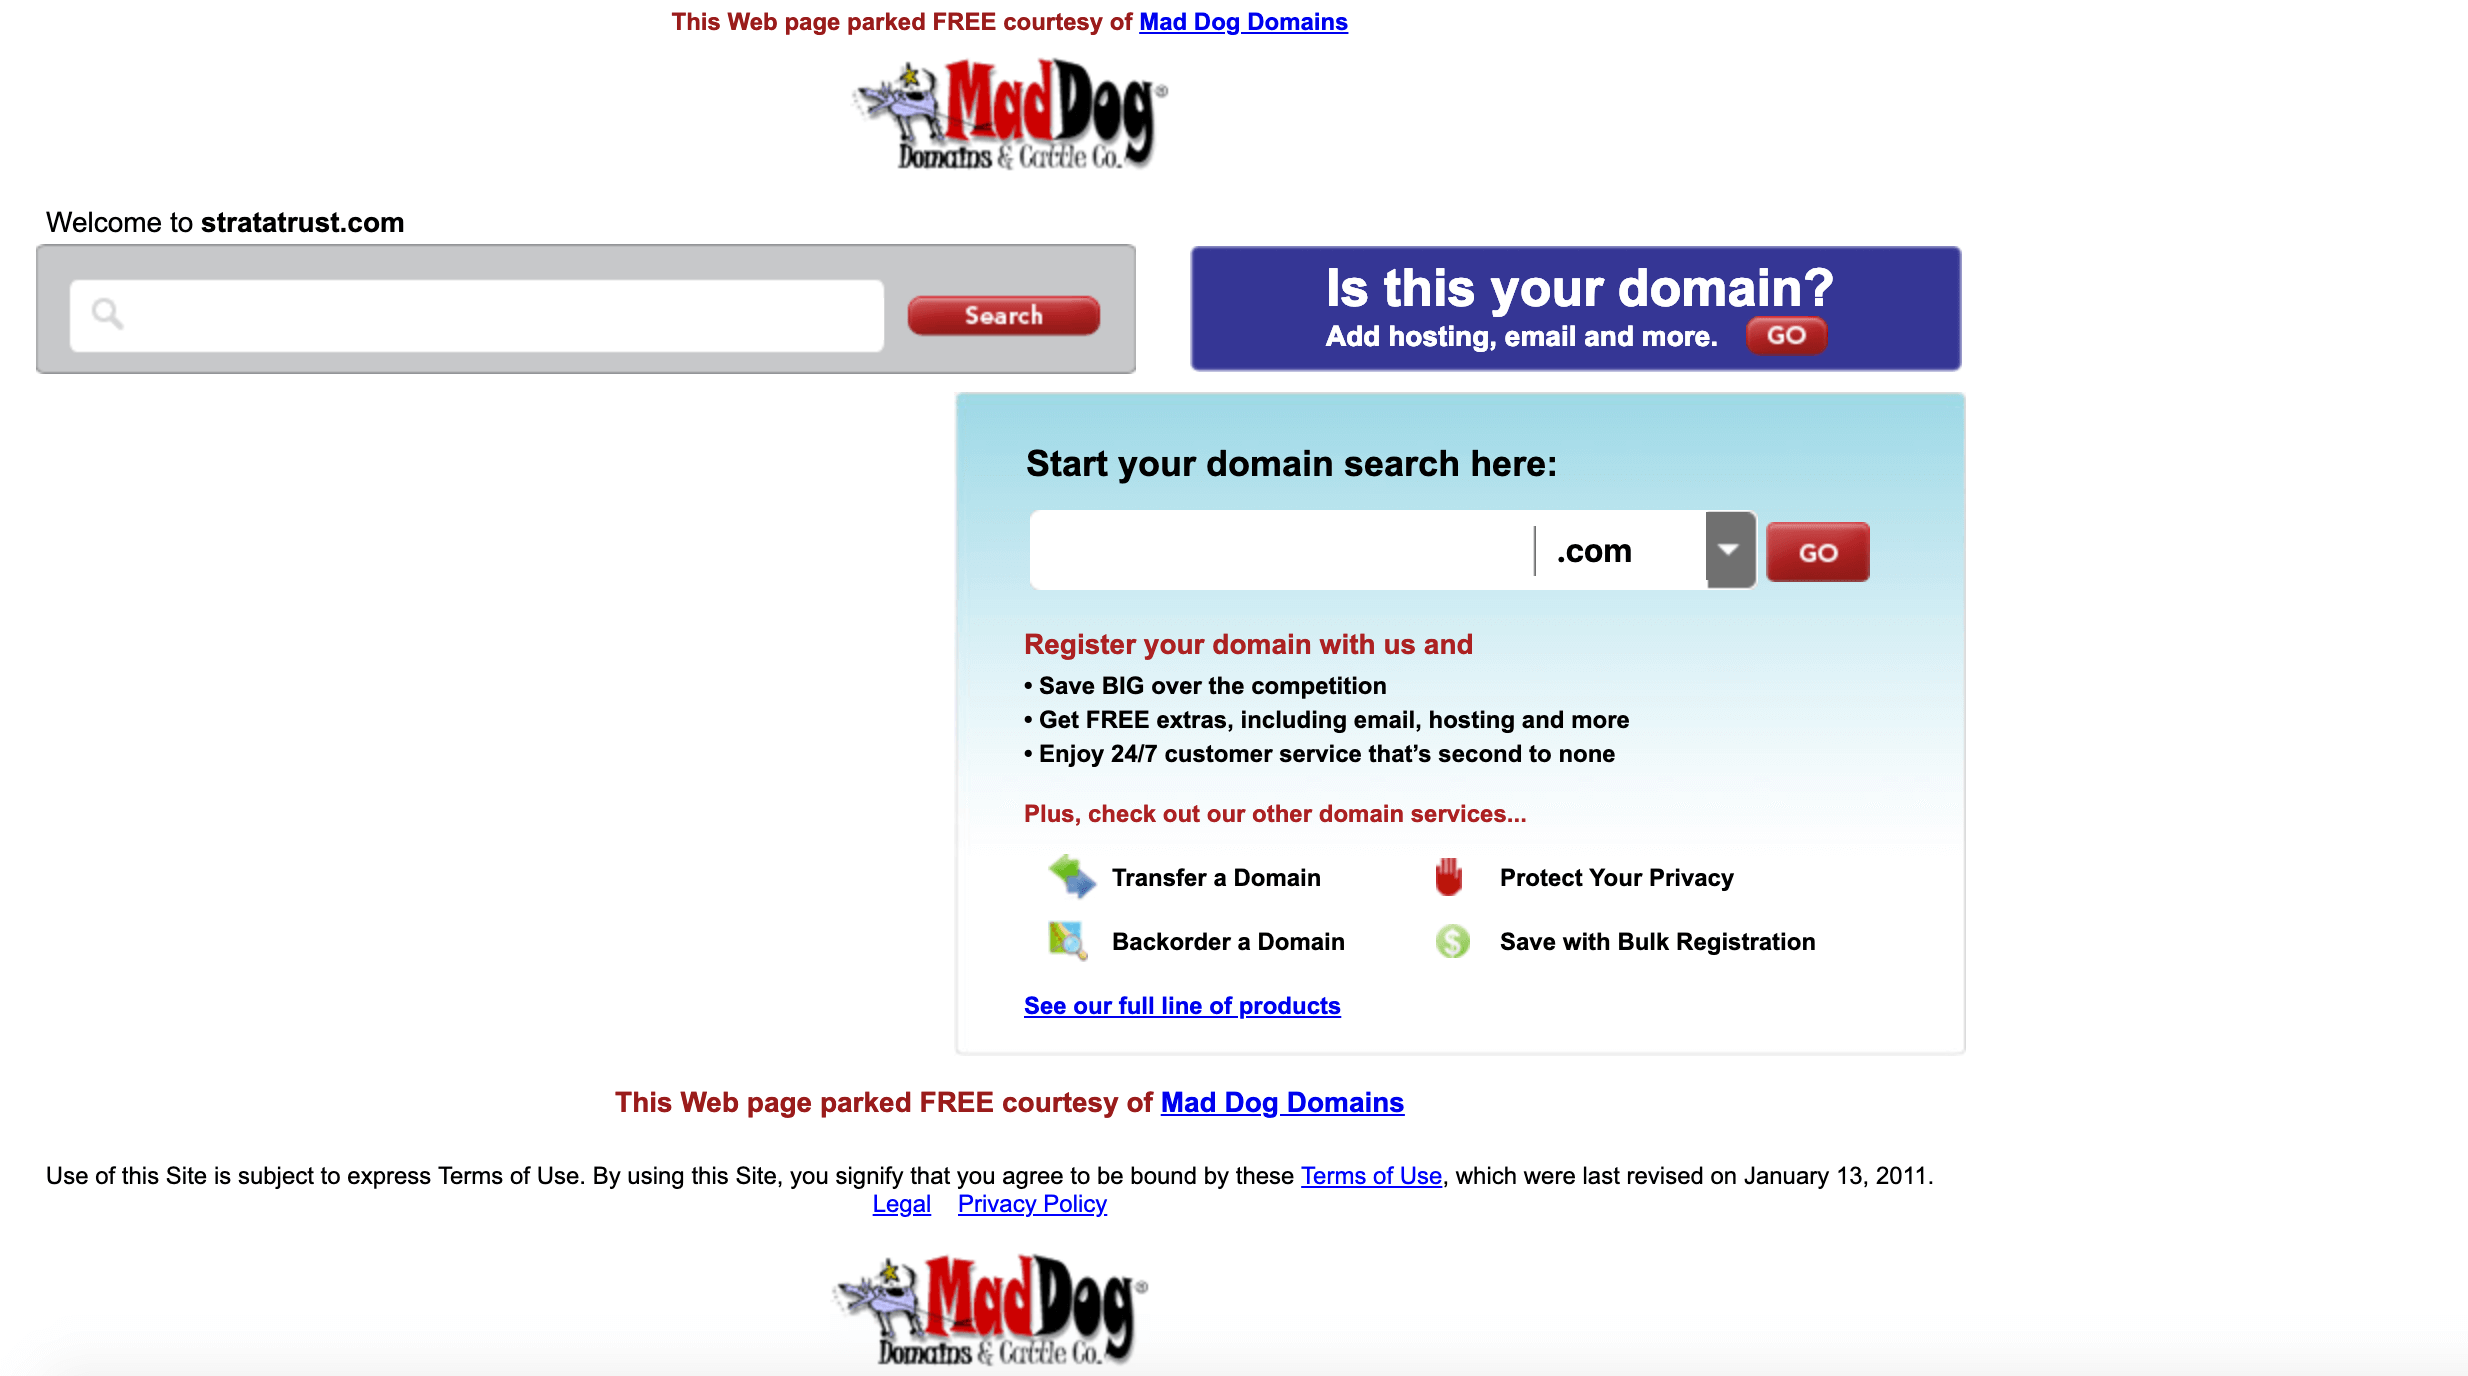 This Web page parked FREE courtesy of Mad Dog Domains
MadDog®
Domains & Cattle Co.
Welcome to stratatrust.com
Search
Is this your domain?
Add hosting, email and more. GO
Start your domain search here:
.com GO
Register your domain with us and
• Save BIG over the competition
• Get FREE extras, including email, hosting and more
• Enjoy 24/7 customer service that’s second to none
Plus, check out our other domain services...
Transfer a Domain Protect Your Privacy
Backorder a Domain Save with Bulk Registration
See our full line of products
This Web page parked FREE courtesy of Mad Dog Domains
Use of this Site is subject to express Terms of Use. By using this Site, you signify that you agree to be bound by these Terms of Use, which were last revised on January 13, 2011.
Legal Privacy Policy
MadDog®
Domains & Cattle Co.